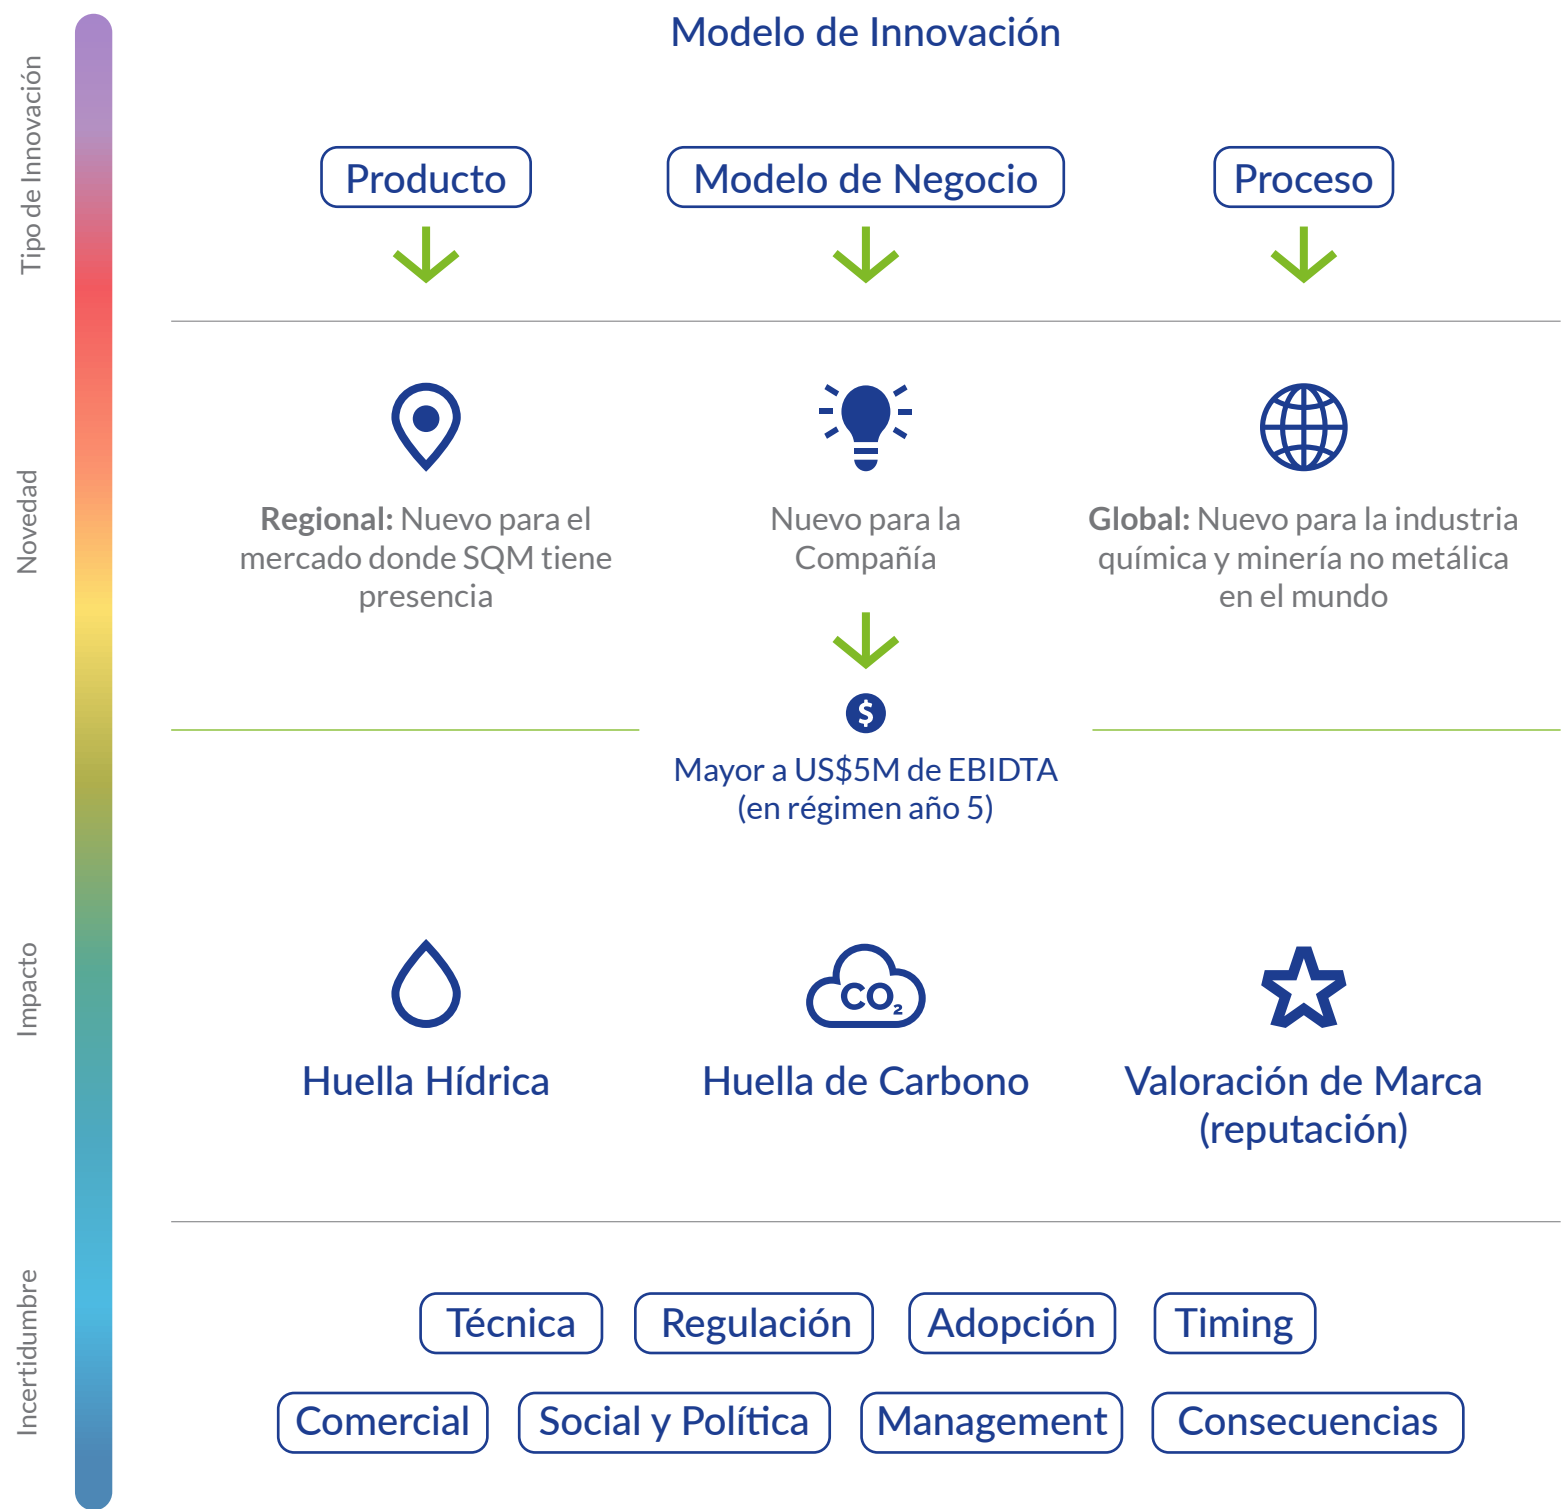 Modelo de Innovación
Tipo de Innovación
Producto
Modelo de Negocio
Proceso
Novedad
Regional: Nuevo para el
mercado donde SQM tiene
presencia
Nuevo para la
Compañía
Global: Nuevo para la industria
química y minería no metálica
en el mundo
$
Mayor a US$5M de EBIDTA
(en régimen año 5)
Impacto
CO₂
Huella Hídrica
Huella de Carbono
Valoración de Marca
(reputación)
Incertidumbre
Técnica
Regulación
Adopción
Timing
Comercial
Social y Política
Management
Consecuencias